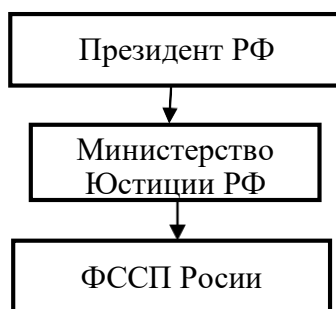 Президент РФ
Министерство
Юстиции РФ
ФССП Росии